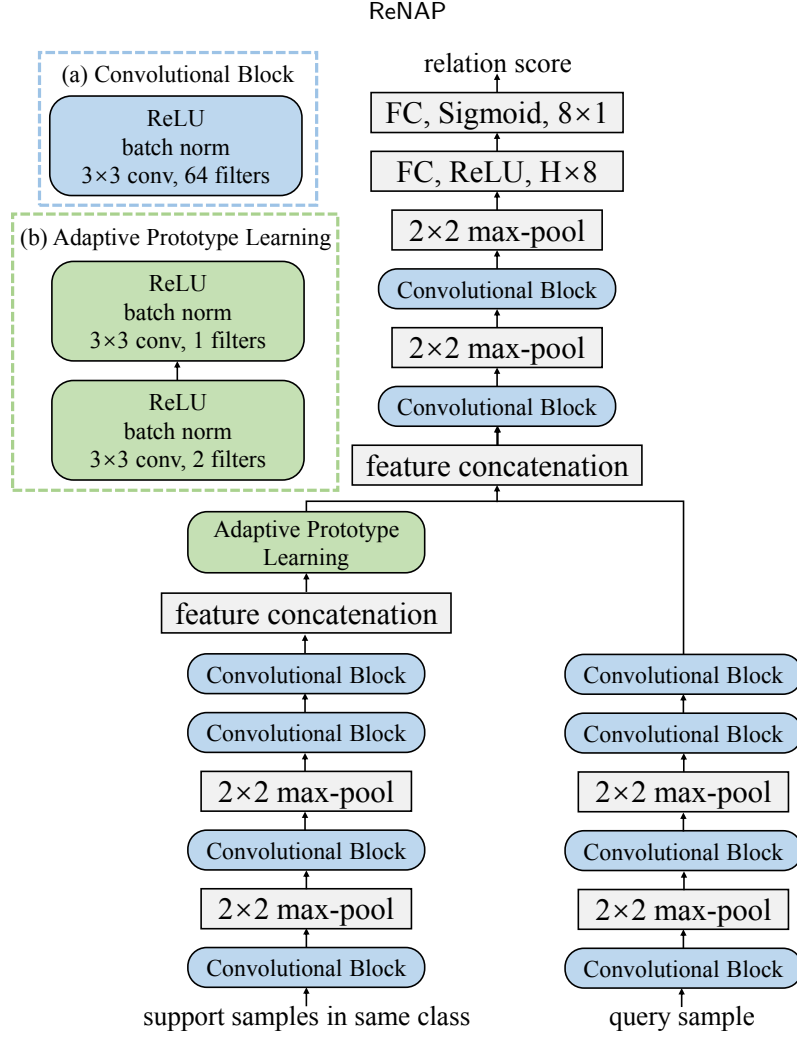 ReNAP
relation score
FC, Sigmoid, 8×1
FC, ReLU, H×8
2×2 max-pool
Convolutional Block
2×2 max-pool
Convolutional Block
feature concatenation
(a) Convolutional Block
ReLU
batch norm
3×3 conv, 64 filters
(b) Adaptive Prototype Learning
ReLU
batch norm
3×3 conv, 1 filters
ReLU
batch norm
3×3 conv, 2 filters
Adaptive Prototype
Learning
feature concatenation
Convolutional Block
Convolutional Block
2×2 max-pool
Convolutional Block
2×2 max-pool
Convolutional Block
support samples in same class
Convolutional Block
Convolutional Block
2×2 max-pool
Convolutional Block
2×2 max-pool
Convolutional Block
query sample